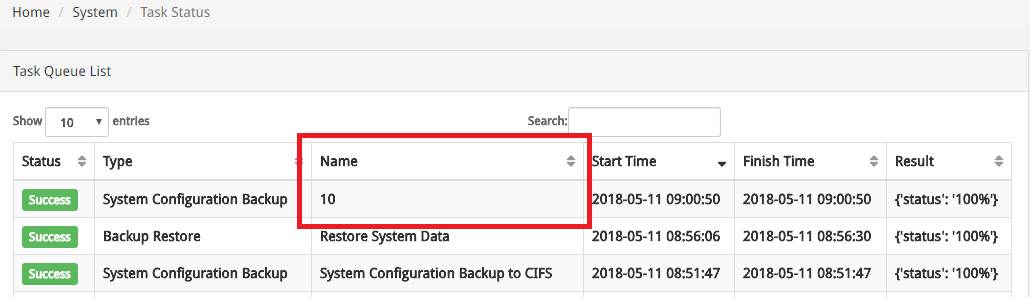 Home / System / Task Status
Task Queue List
Show 10 entries Search:
Status Type Name Start Time Finish Time Result
Success System Configuration Backup 10 2018-05-11 09:00:50 2018-05-11 09:00:50 {'status': '100%'}
Success Backup Restore Restore System Data 2018-05-11 08:56:06 2018-05-11 08:56:30 {'status': '100%'}
Success System Configuration Backup System Configuration Backup to CIFS 2018-05-11 08:51:47 2018-05-11 08:51:47 {'status': '100%'}